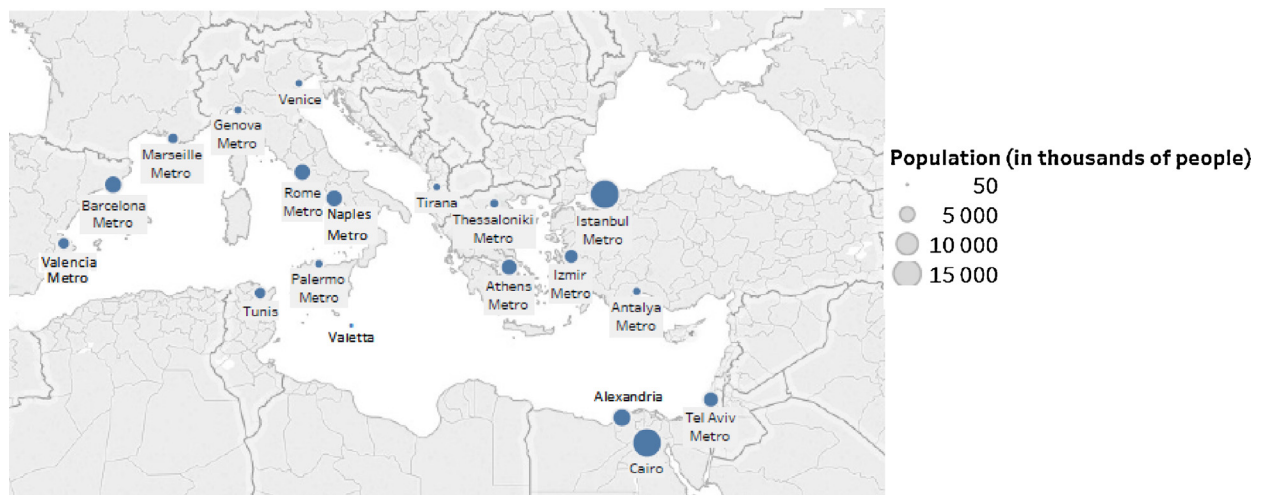 Venice
Genova
Metro
Marseille
Metro
Barcelona
Metro
Rome
Metro
Naples
Metro
Tirana
Thessaloniki
Metro
Istanbul
Metro
Valencia
Metro
Palermo
Metro
Athens
Metro
Izmir
Metro
Antalya
Metro
Tunis
Valetta
Alexandria
Tel Aviv
Metro
Cairo
Population (in thousands of people)
50
5 000
10 000
15 000